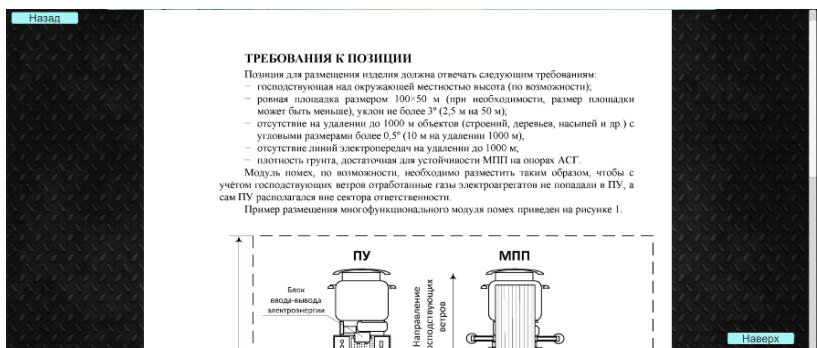 Назад
ТРЕБОВАНИЯ К ПОЗИЦИИ
Позиция для размещения изделия должна отвечать следующим требованиям:
− господствующая над окружающей местностью высота (по возможности);
− ровная площадка размером 100×50 м (при необходимости, размер площадки
может быть меньше), уклон не более 3° (2,5 м на 50 м);
− отсутствие на удалении до 1000 м объектов (строений, деревьев, насыпей и др.) с
угловыми размерами более 0,5° (10 м на удалении 1000 м);
− отсутствие линий электропередач на удалении до 1000 м;
− плотность грунта, достаточная для устойчивости МПП на опорах АСГ.
Модуль помех, по возможности, необходимо разместить таким образом, чтобы с
учётом господствующих ветров отработанные газы электроагрегатов не попадали в ПУ, а
сам ПУ располагался вне сектора ответственности.
Пример размещения многофункционального модуля помех приведен на рисунке 1.
ПУ
МПП
Блок
ввода-вывода
электроэнергии
Направление
господствующих
ветров
Наверх